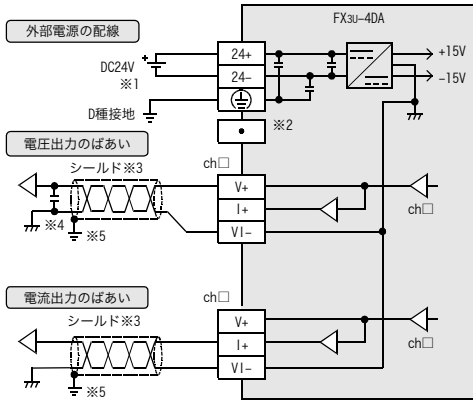 FX3U-4DA
外部電源の配線
24+
24−
DC24V
※1
+15V
−15V
D種接地
※2
電圧出力のばあい
シールド※3
ch□
V+
I+
VI−
ch□
※4
※5
電流出力のばあい
シールド※3
ch□
V+
I+
VI−
ch□
※5